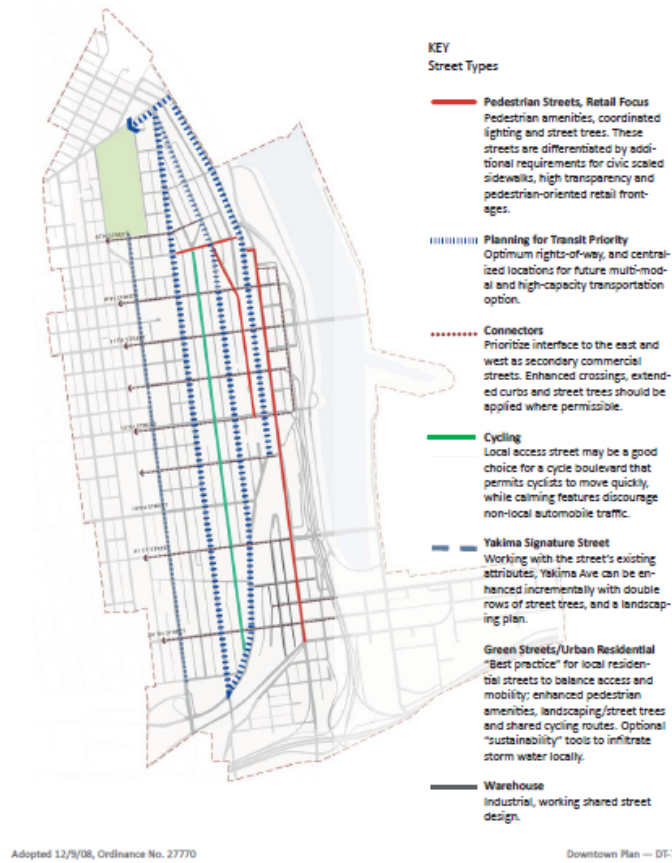 KEY
Street Types
Pedestrian Streets, Retail Focus
Pedestrian amenities, coordinated
lighting and street trees. These
streets are differentiated by addi-
tional requirements for civic scaled
sidewalks, high transparency and
pedestrian-oriented retail front-
ages.
Planning for Transit Priority
Optimum rights-of-way, and central-
ized locations for future multi-mod-
al and high-capacity transportation
option.
Connectors
Prioritize interface to the east and
west as secondary commercial
streets. Enhanced crossings, extend-
ed curbs and street trees should be
applied where permissible.
Cycling
Local access street may be a good
choice for a cycle boulevard that
permits cyclists to move quickly,
while calming features discourage
non-local automobile traffic.
Yakima Signature Street
Working with the street's existing
attributes, Yakima Ave can be en-
hanced incrementally with double
rows of street trees, and a landscap-
ing plan.
Green Streets/Urban Residential
"Best practice" for local residen-
tial streets to balance access and
mobility; enhanced pedestrian
amenities, landscaping/street trees
and shared cycling routes. Optional
"sustainability" tools to infiltrate
storm water locally.
Warehouse
Industrial, working shared street
design.
Adopted 12/9/08, Ordinance No. 27770
Downtown Plan — DT-